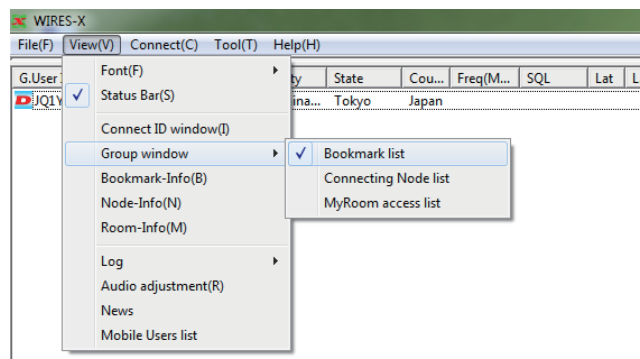 WIRES-X
File(F) View(V) Connect(C) Tool(T) Help(H)
G.User State Cou... Freq(M... SQL Lat L
JQ1Y ina... Tokyo Japan
Font(F)
Status Bar(S)
Connect ID window(I)
Group window
Bookmark-Info(B)
Node-Info(N)
Room-Info(M)
Log
Audio adjustment(R)
News
Mobile Users list
Bookmark list
Connecting Node list
MyRoom access list